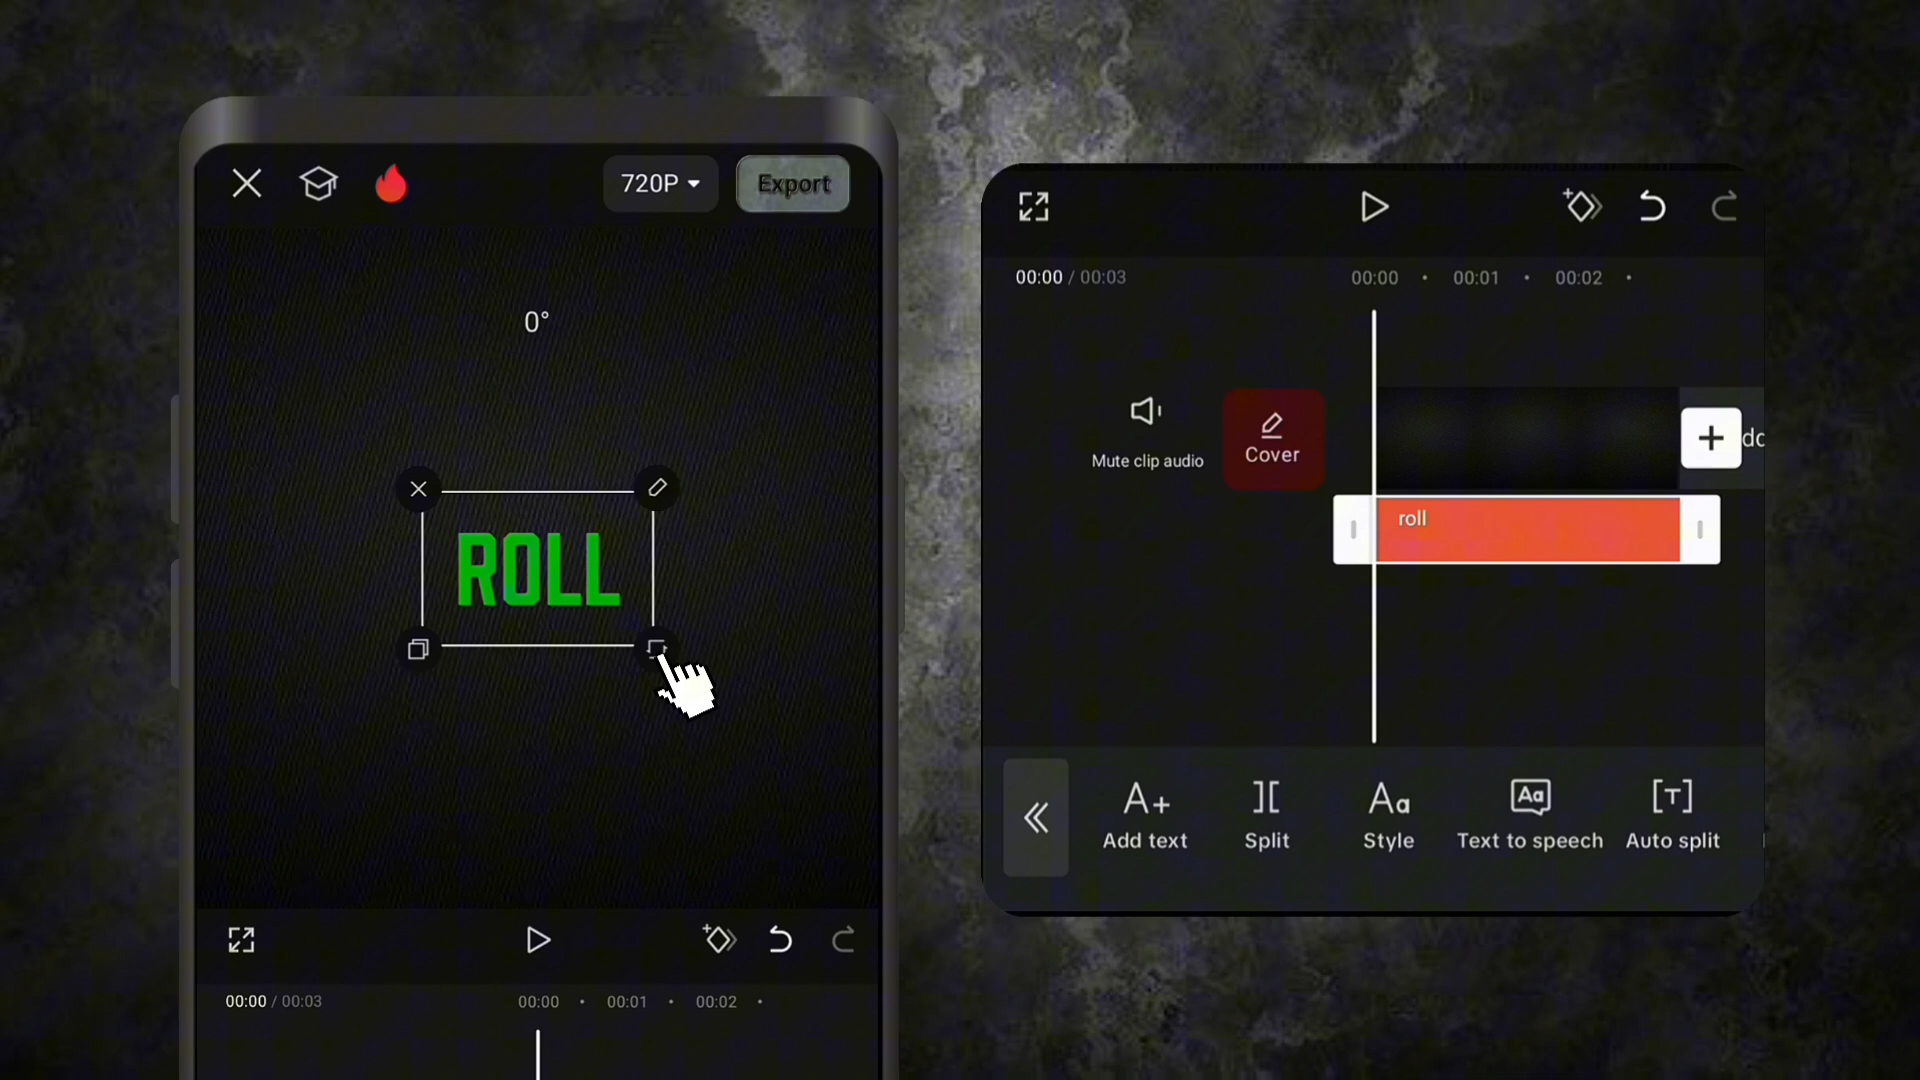 720P
Export
0°
ROLL
00:00 / 00:03
00:00
00:01
00:02
00:00 / 00:03
00:00
00:01
00:02
Mute clip audio
Cover
roll
Add text
Split
Style
Text to speech
Auto split